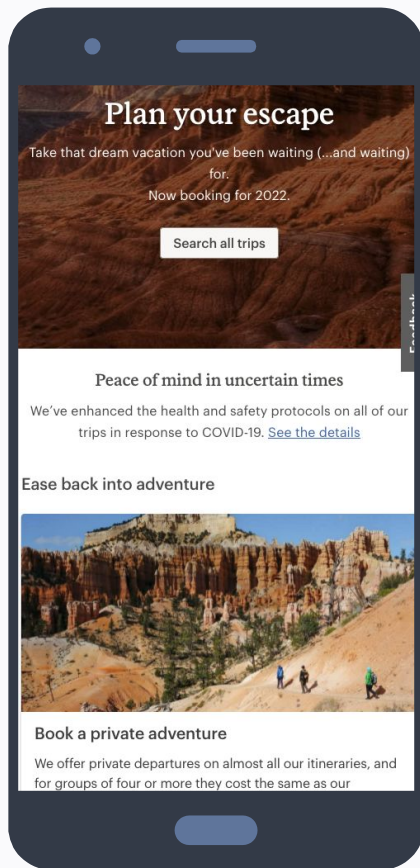 Plan your escape
Take that dream vacation you've been waiting (...and waiting)
for.
Now booking for 2022.
Search all trips
Feedback
Peace of mind in uncertain times
We've enhanced the health and safety protocols on all of our
trips in response to COVID-19. See the details
Ease back into adventure
Book a private adventure
We offer private departures on almost all our itineraries, and
for groups of four or more they cost the same as our